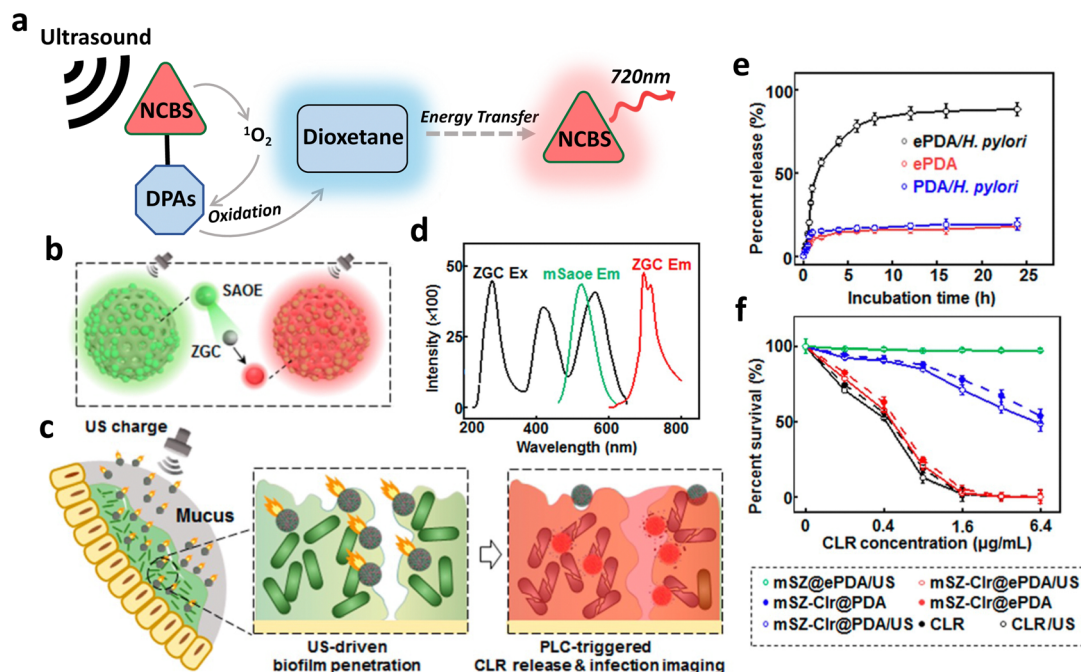 a
Ultrasound
NCBS
¹O₂
DPAs
Oxidation
Dioxetane
Energy Transfer
NCBS
720nm
b
SAOE
ZGC
c
US charge
Mucus
US-driven
biofilm penetration
PLC-triggered
CLR release & infection imaging
d
ZGC Ex
mSaoe Em
ZGC Em
50
25
0
Intensity (×100)
200 400 600 800
Wavelength (nm)
e
100
50
0
Percent release (%)
ePDA/H. pylori
ePDA
PDA/H. pylori
0 5 10 15 20 25
Incubation time (h)
f
100
50
0
Percent survival (%)
0 0.4 1.6 6.4
CLR concentration (μg/mL)
mSZ@ePDA/US
mSZ-Clr@ePDA/US
mSZ-Clr@PDA
mSZ-Clr@ePDA
mSZ-Clr@PDA/US
CLR
CLR/US